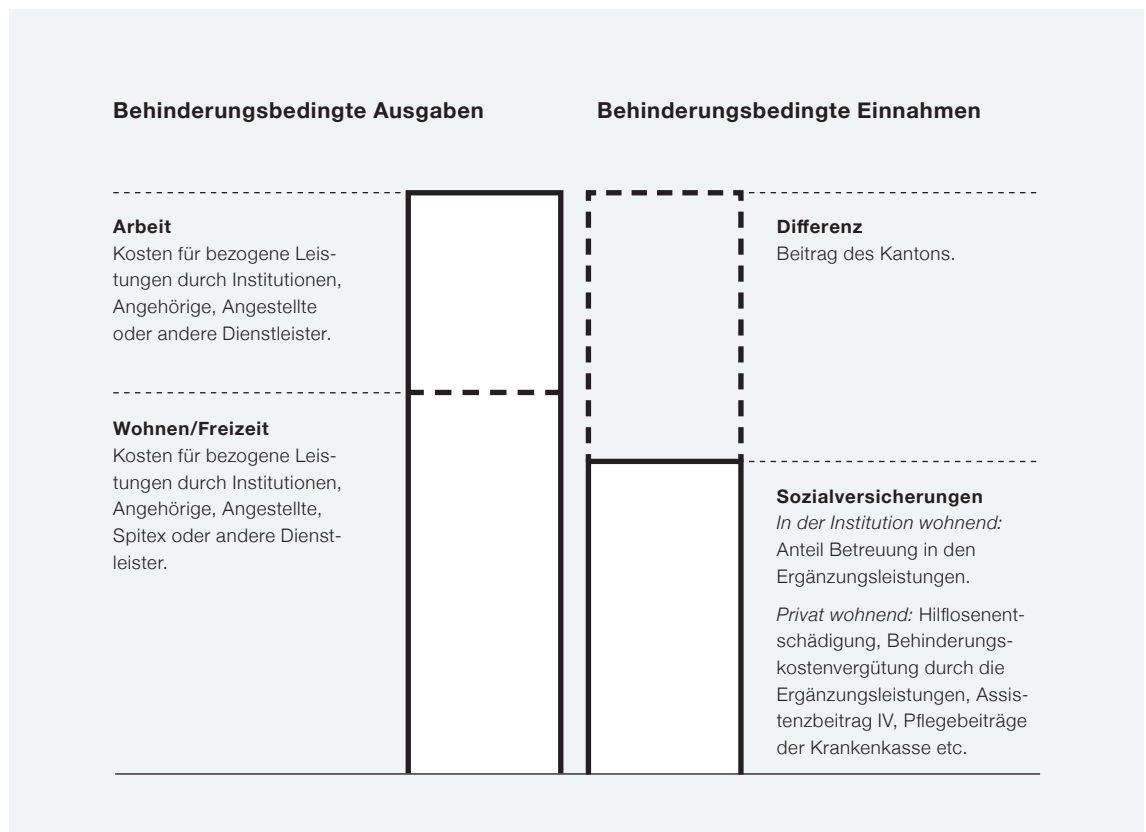 Behinderungsbedingte Ausgaben
Arbeit
Kosten für bezogene Leis-
tungen durch Institutionen,
Angehörige, Angestellte
oder andere Dienstleister.
Wohnen/Freizeit
Kosten für bezogene Leis-
tungen durch Institutionen,
Angehörige, Angestellte,
Spitex oder andere Dienst-
leister.
Behinderungsbedingte Einnahmen
Differenz
Beitrag des Kantons.
Sozialversicherungen
In der Institution wohnend:
Anteil Betreuung in den
Ergänzungsleistungen.
Privat wohnend: Hilflosenent-
schädigung, Behinderungs-
kostenvergütung durch die
Ergänzungsleistungen, Assis-
tenzbeitrag IV, Pflegebeiträge
der Krankenkasse etc.